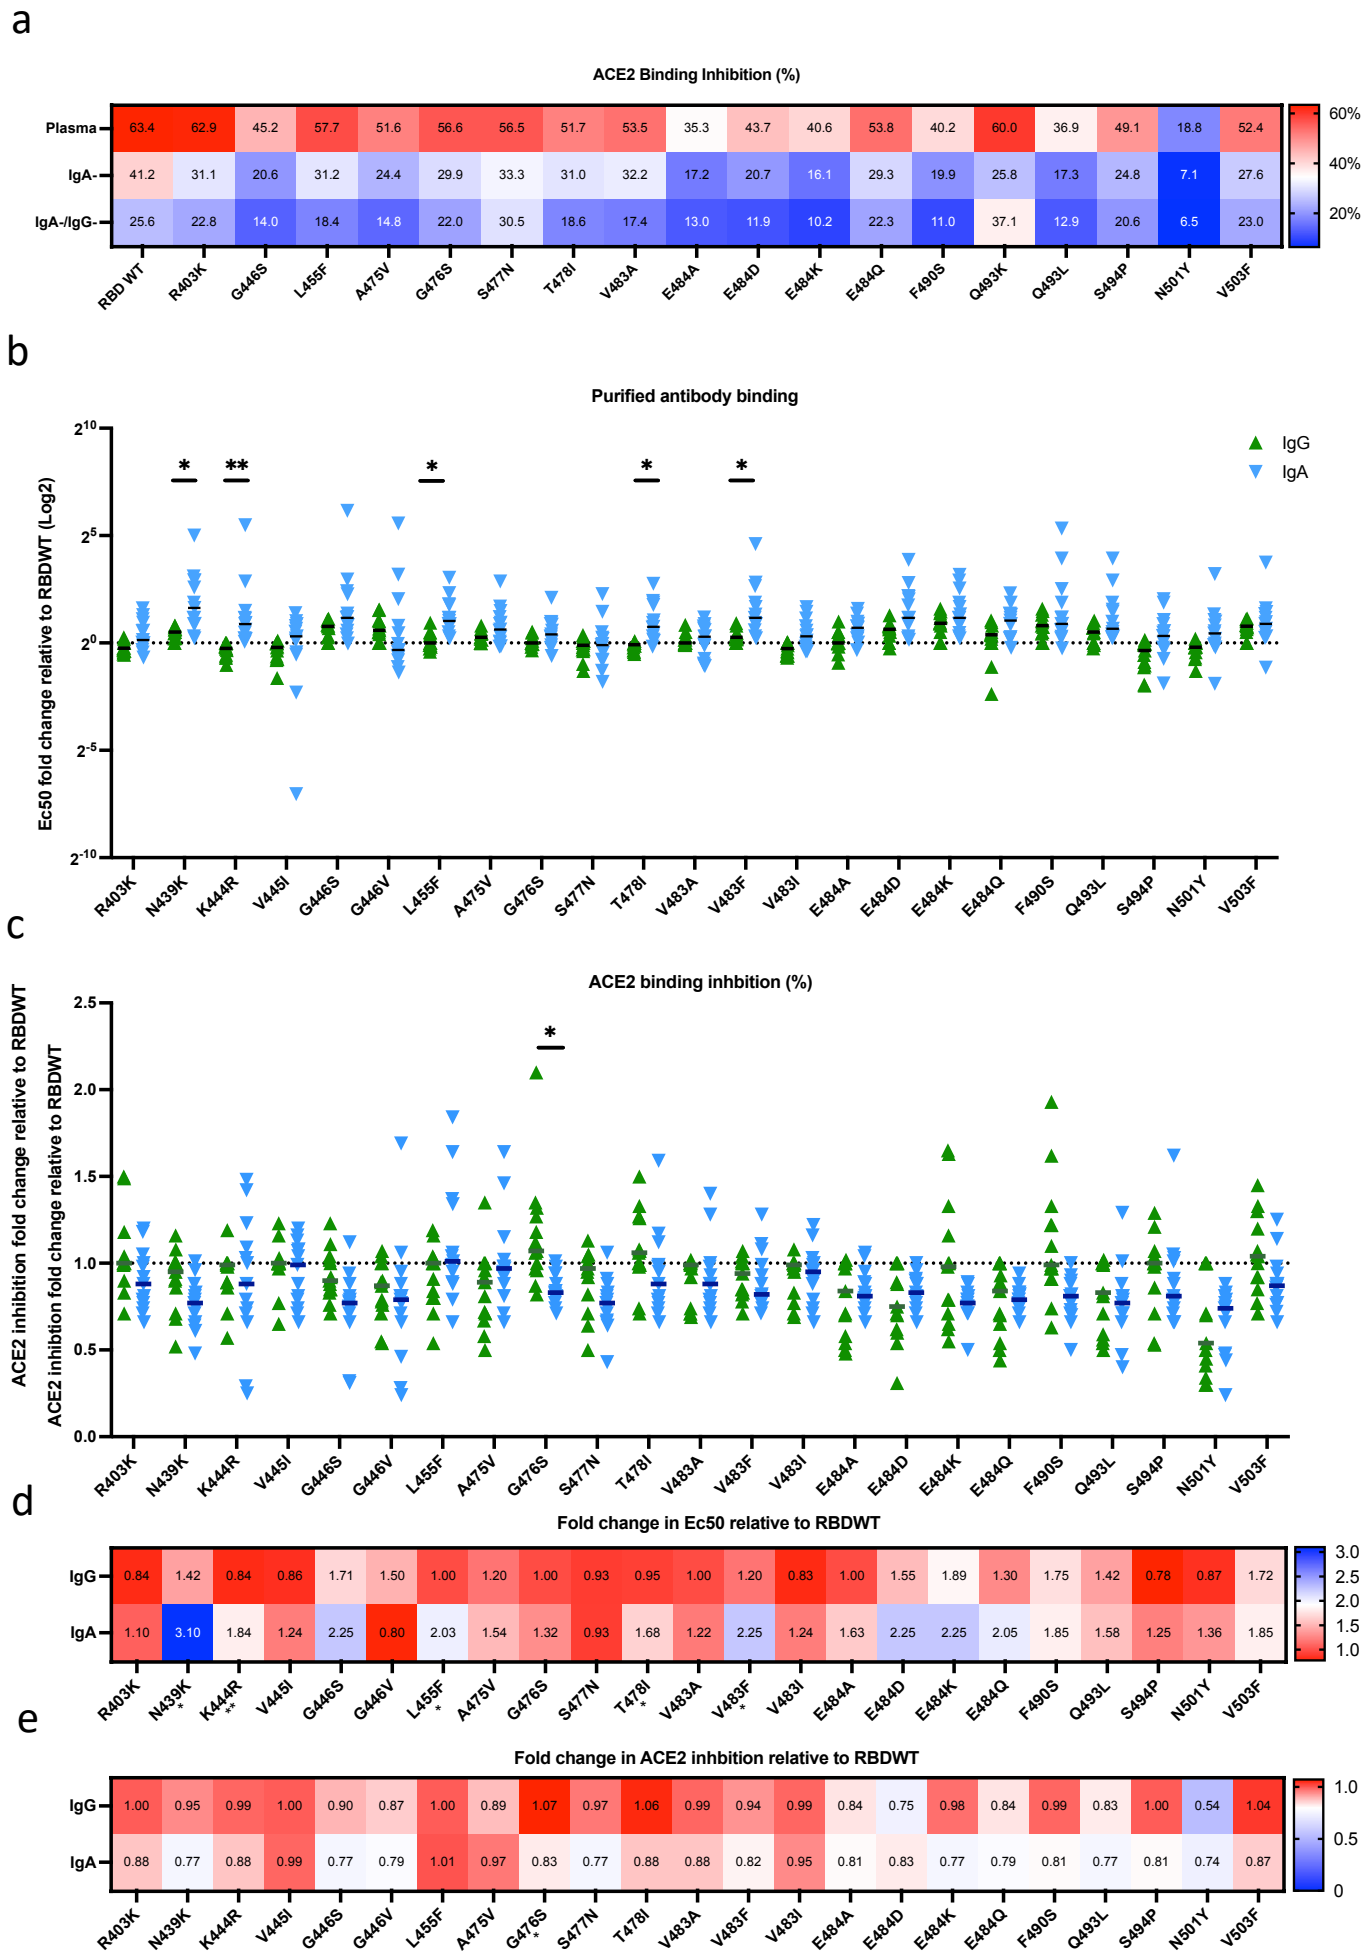 a
ACE2 Binding Inhibition (%)
Plasma 63.4 62.9 45.2 57.7 51.6 56.6 56.5 51.7 53.5 35.3 43.7 40.6 53.8 40.2 60.0 36.9 49.1 18.8 52.4
IgA- 41.2 31.1 20.6 31.2 24.4 29.9 33.3 31.0 32.2 17.2 20.7 16.1 29.3 19.9 25.8 17.3 24.8 7.1 27.6
IgA-/IgG- 25.6 22.8 14.0 18.4 14.8 22.0 30.5 18.6 17.4 13.0 11.9 10.2 22.3 11.0 37.1 12.9 20.6 6.5 23.0
60%
40%
20%
RBD WT R403K G446S L455F A475V G476S S477N T478I V483A E484A E484D E484K E484Q F490S Q493K Q493L S494P N501Y V503F
b
Purified antibody binding
Ec50 fold change relative to RBDWT (Log2)
2^10
2^5
2^0
2^-5
2^-10
* ** * * *
IgG
IgA
R403K N439K K444R V445I G446S G446V L455F A475V G476S S477N T478I V483A V483F V483I E484A E484D E484K E484Q F490S Q493L S494P N501Y V503F
c
ACE2 binding inhbition (%)
ACE2 inhibition fold change relative to RBDWT
ACE2 inhibtion fold change relative to RBDWT
2.5
2.0
1.5
1.0
0.5
0.0
*
R403K N439K K444R V445I G446S G446V L455F A475V G476S S477N T478I V483A V483F V483I E484A E484D E484K E484Q F490S Q493L S494P N501Y V503F
d
Fold change in Ec50 relative to RBDWT
IgG 0.84 1.42 0.84 0.86 1.71 1.50 1.00 1.20 1.00 0.93 0.95 1.00 1.20 0.83 1.00 1.55 1.89 1.30 1.75 1.42 0.78 0.87 1.72
IgA 1.10 3.10 1.84 1.24 2.25 0.80 2.03 1.54 1.32 0.93 1.68 1.22 2.25 1.24 1.63 2.25 2.25 2.05 1.85 1.58 1.25 1.36 1.85
3.0
2.5
2.0
1.5
1.0
R403K N439K K444R V445I G446S G446V L455F A475V G476S S477N T478I V483A V483F V483I E484A E484D E484K E484Q F490S Q493L S494P N501Y V503F
* ** * * *
e
Fold change in ACE2 inhbition relative to RBDWT
IgG 1.00 0.95 0.99 1.00 0.90 0.87 1.00 0.89 1.07 0.97 1.06 0.99 0.94 0.99 0.84 0.75 0.98 0.84 0.99 0.83 1.00 0.54 1.04
IgA 0.88 0.77 0.88 0.99 0.77 0.79 1.01 0.97 0.83 0.77 0.88 0.88 0.82 0.95 0.81 0.83 0.77 0.79 0.81 0.77 0.81 0.74 0.87
1.0
0.5
0
R403K N439K K444R V445I G446S G446V L455F A475V G476S S477N T478I V483A V483F V483I E484A E484D E484K E484Q F490S Q493L S494P N501Y V503F
*